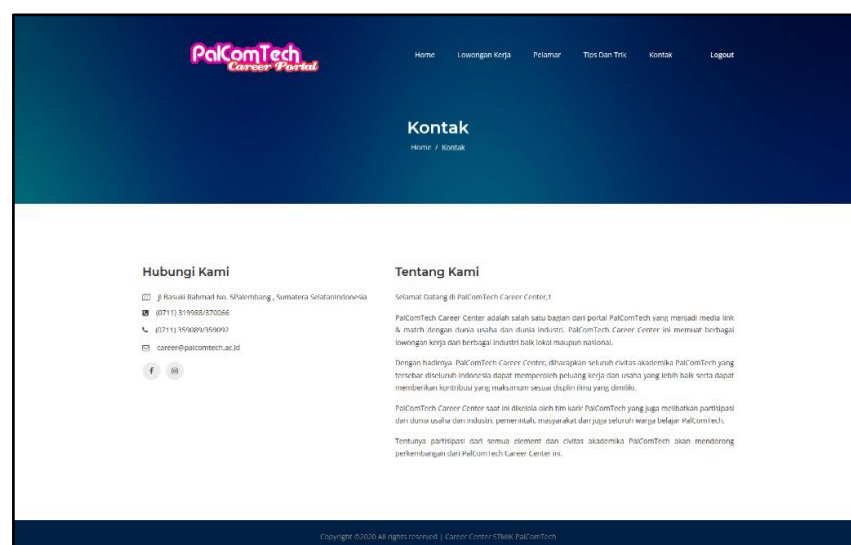 PalComTech
Career Portal
Home Lowongan Kerja Pelamar Tips Dan Trik Kontak Logout
Kontak
Home / Kontak
Hubungi Kami
Jl Basuki Rahmad No. 5Palembang , Sumatera SelatanIndonesia
(0711) 319988/370066
(0711) 359089/359092
career@palcomtech.ac.id
Tentang Kami
Selamat Datang di PalComTech Career Center,1
PalComTech Career Center adalah salah satu bagian dari portal PalComTech yang menjadi media link
& match dengan dunia usaha dan dunia industri. PalComTech Career Center ini memuat berbagai
lowongan kerja dari berbagai industri baik lokal maupun nasional.
Dengan hadirnya PalComTech Career Center, diharapkan seluruh civitas akademika PalComTech yang
tersebar diseluruh Indonesia dapat memperoleh peluang kerja dan usaha yang lebih baik serta dapat
memberikan kontribusi yang maksimum sesuai displin ilmu yang dimiliki.
PalComTech Career Center saat ini dikelola oleh tim karir PalComTech yang juga melibatkan partisipasi
dari dunia usaha dan industri, pemerintah, masyarakat dan juga seluruh warga belajar PalComTech.
Tentunya partisipasi dari semua element dan civitas akademika PalComTech akan mendorong
perkembangan dari PalComTech Career Center ini.
Copyright ©2020 All rights reserved | Career Center STMIK PalComTech